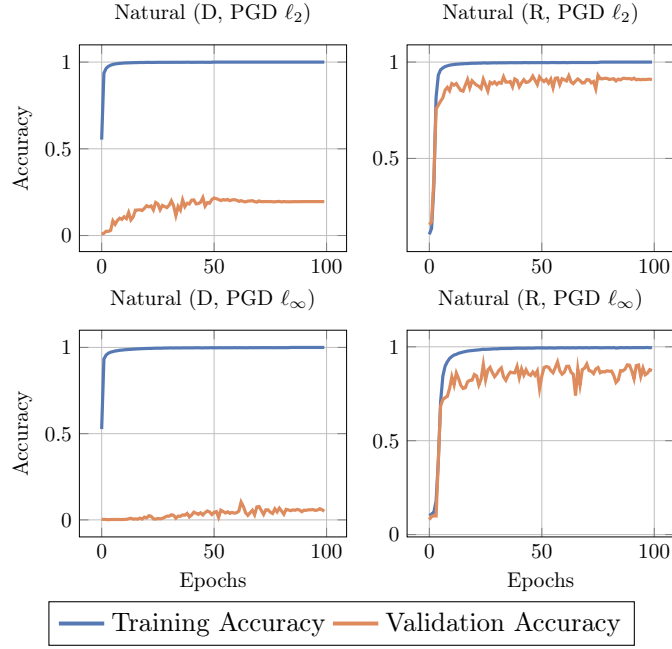 Natural (D, PGD ℓ₂)
Natural (R, PGD ℓ₂)
1
0.5
0
Accuracy
0 50 100
1
0.5
0 50 100
Natural (D, PGD ℓ∞)
Natural (R, PGD ℓ∞)
1
0.5
0
Accuracy
0 50 100
Epochs
1
0.5
0
0 50 100
Epochs
Training Accuracy Validation Accuracy